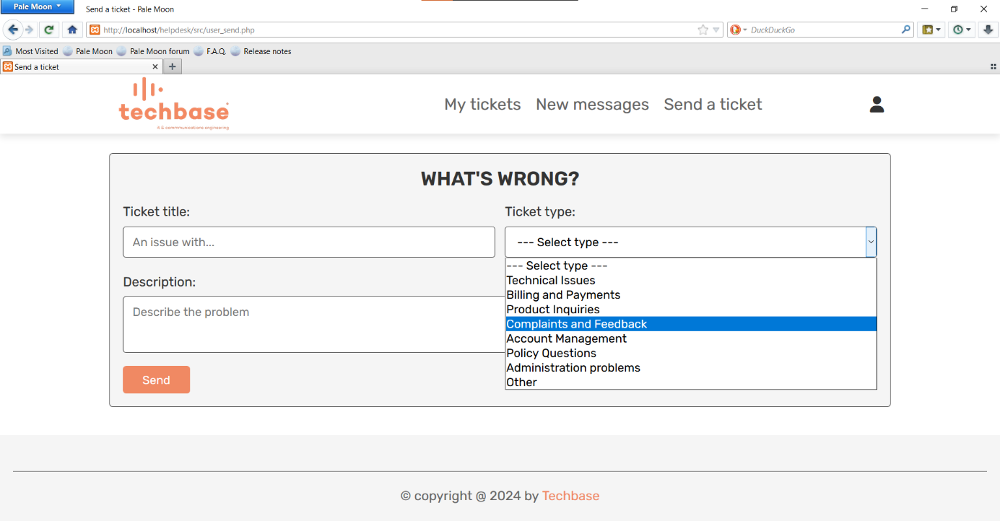 Pale Moon
Send a ticket - Pale Moon
http://localhost/helpdesk/src/user_send.php
DuckDuckGo
Most Visited Pale Moon Pale Moon forum F.A.Q. Release notes
Send a ticket
techbase
it & commmunications engineering
My tickets New messages Send a ticket
WHAT'S WRONG?
Ticket title: Ticket type:
An issue with... --- Select type ---
--- Select type ---
Technical Issues
Billing and Payments
Product Inquiries
Complaints and Feedback
Account Management
Policy Questions
Administration problems
Other
Description:
Describe the problem
Send
© copyright @ 2024 by Techbase